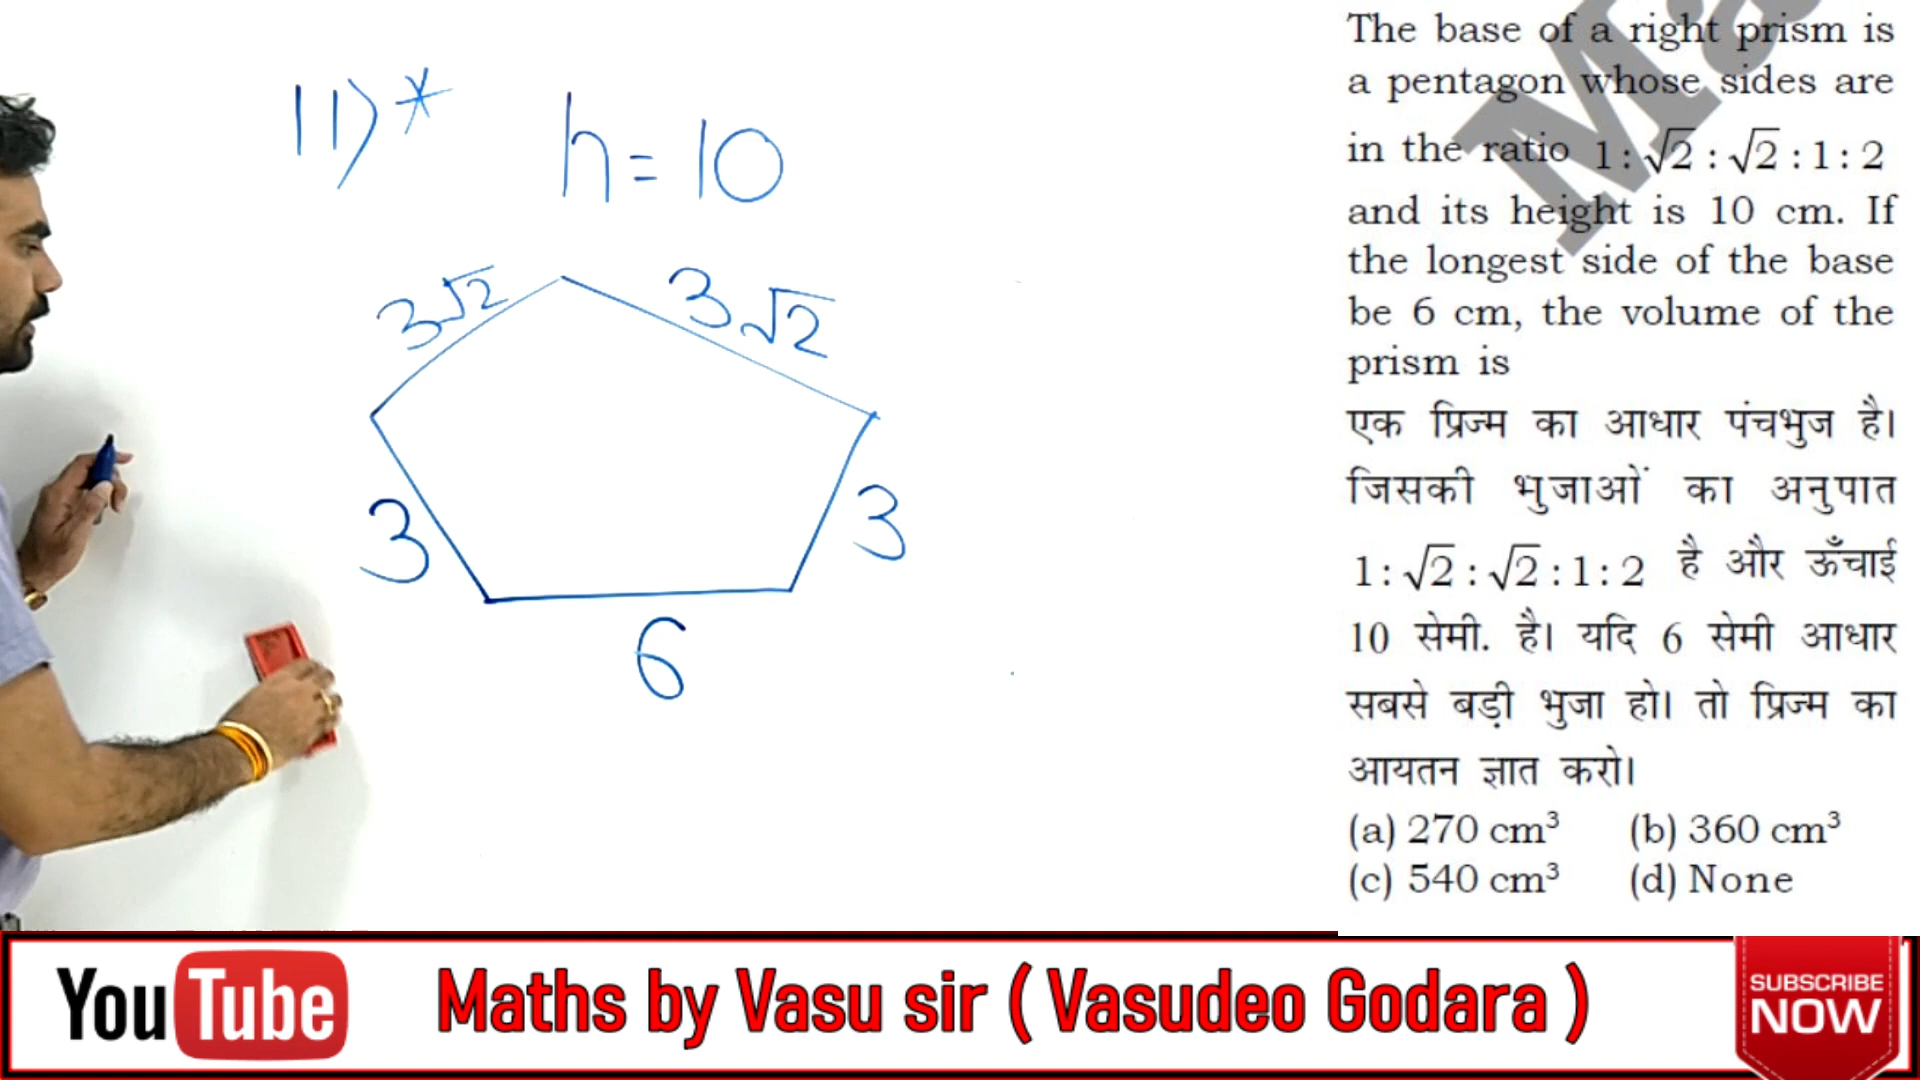 11)*
h = 10
3√2
3√2
3
3
6
The base of a right prism is
a pentagon whose sides are
in the ratio 1 : √2 : √2 : 1 : 2
and its height is 10 cm. If
the longest side of the base
be 6 cm, the volume of the
prism is
एक प्रिज्म का आधार पंचभुज है।
जिसकी भुजाओं का अनुपात
1 : √2 : √2 : 1 : 2 है और ऊँचाई
10 सेमी. है। यदि 6 सेमी आधार
सबसे बड़ी भुजा हो। तो प्रिज्म का
आयतन ज्ञात करो।
(a) 270 cm³ (b) 360 cm³
(c) 540 cm³ (d) None
YouTube Maths by Vasu sir ( Vasudeo Godara ) SUBSCRIBE
NOW